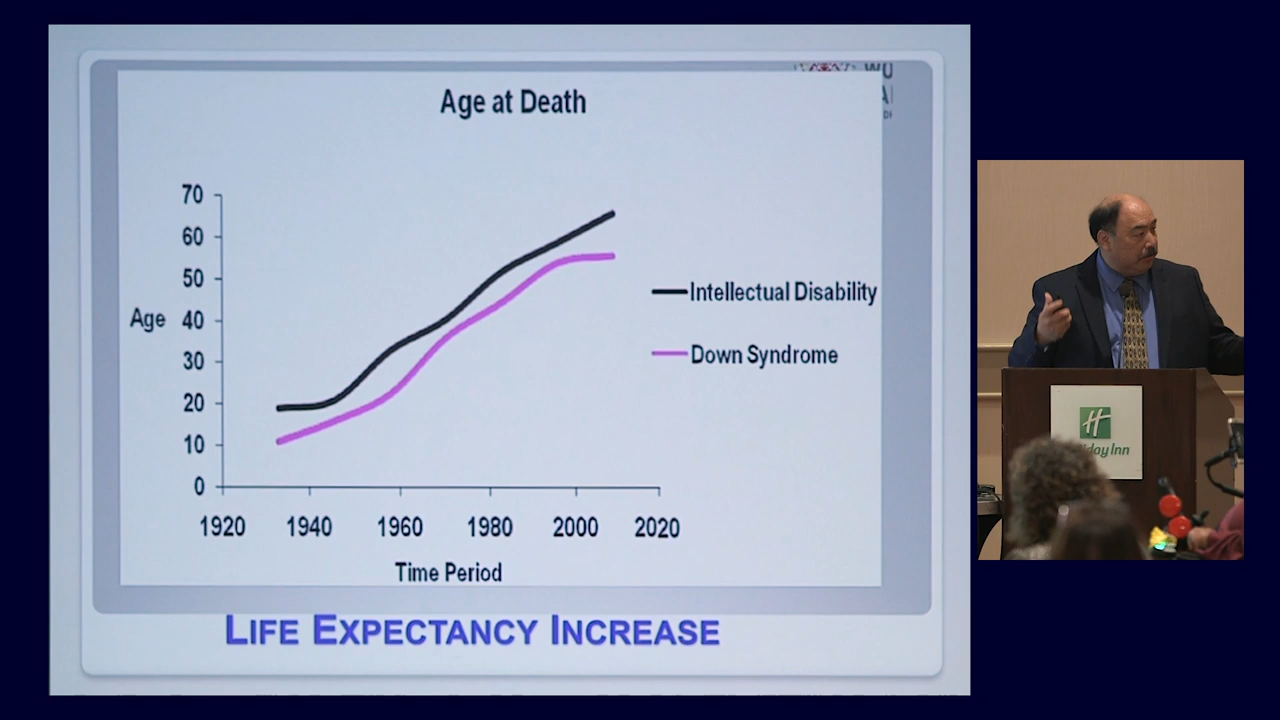 Age at Death
70
60
50
40
30
20
10
0
Age
1920 1940 1960 1980 2000 2020
Time Period
Intellectual Disability
Down Syndrome
LIFE EXPECTANCY INCREASE
H
Inn